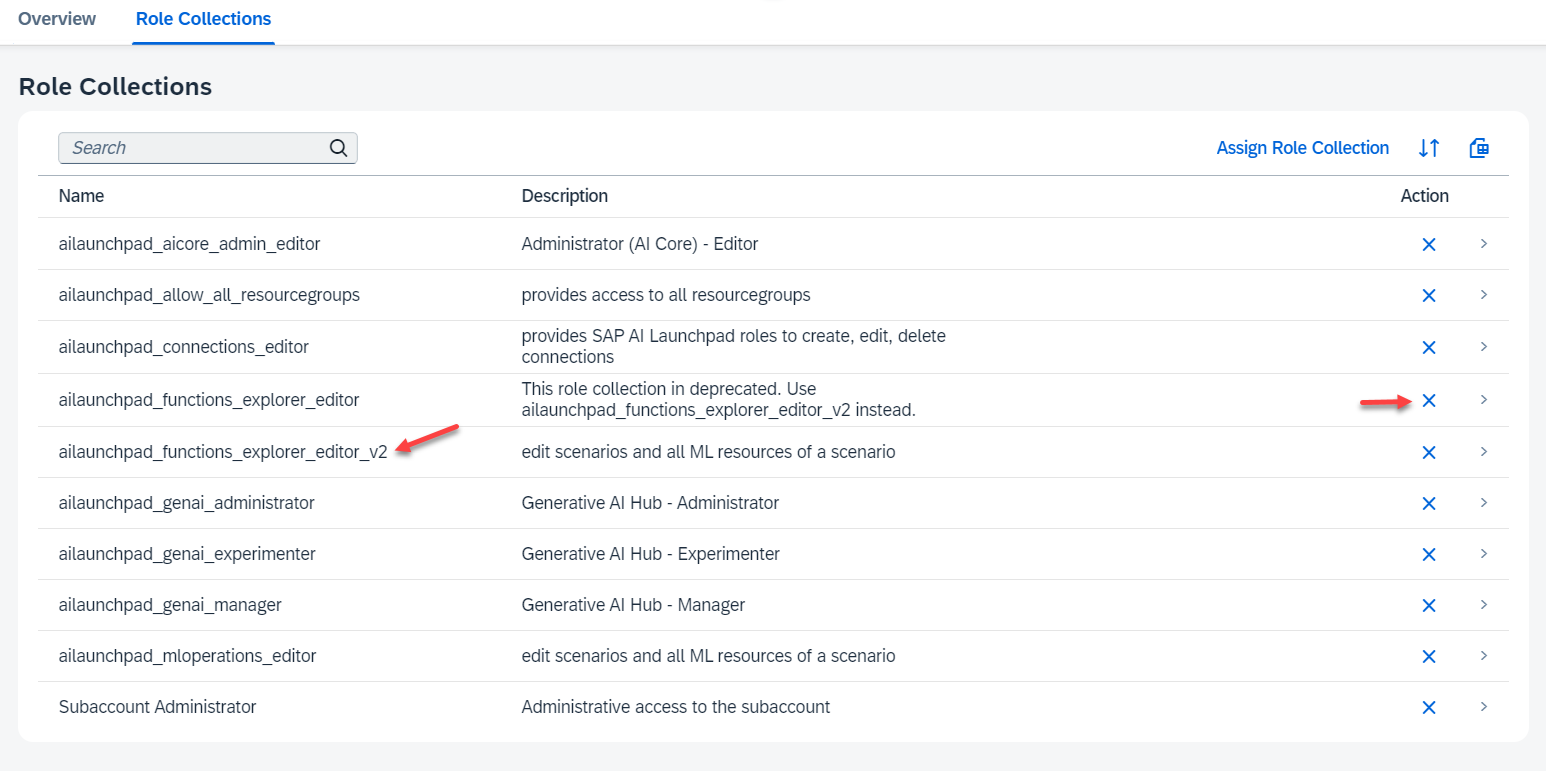 Overview Role Collections
Role Collections
Search Assign Role Collection
Name Description Action
ailaunchpad_aicore_admin_editor Administrator (AI Core) - Editor
ailaunchpad_allow_all_resourcegroups provides access to all resourcegroups
ailaunchpad_connections_editor provides SAP AI Launchpad roles to create, edit, delete
connections
ailaunchpad_functions_explorer_editor This role collection in deprecated. Use
ailaunchpad_functions_explorer_editor_v2 instead.
ailaunchpad_functions_explorer_editor_v2 edit scenarios and all ML resources of a scenario
ailaunchpad_genai_administrator Generative AI Hub - Administrator
ailaunchpad_genai_experimenter Generative AI Hub - Experimenter
ailaunchpad_genai_manager Generative AI Hub - Manager
ailaunchpad_mloperations_editor edit scenarios and all ML resources of a scenario
Subaccount Administrator Administrative access to the subaccount